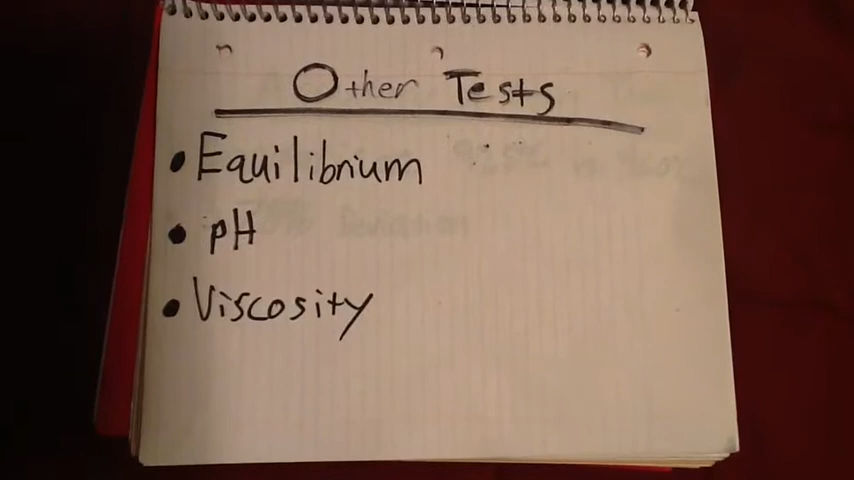 Other Tests
• Equilibrium
• pH
• Viscosity